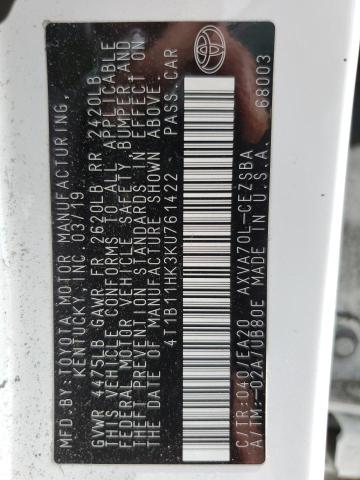 MFD. BY: TOYOTA MOTOR MANUFACTURING,
KENTUCKY, INC. 03/19
GVWR 4475LB GAWR FR 2620LB RR 2420LB
THIS VEHICLE CONFORMS TO ALL APPLICABLE
FEDERAL MOTOR VEHICLE SAFETY, BUMPER, AND
THEFT PREVENTION STANDARDS IN EFFECT ON
THE DATE OF MANUFACTURE SHOWN ABOVE.
4T1B11HK3KU761422 PASS. CAR
C/TR:040/EA20 AXVA70L-CEZSBA
A/TM:-02A/UB80E MADE IN U.S.A.
68003